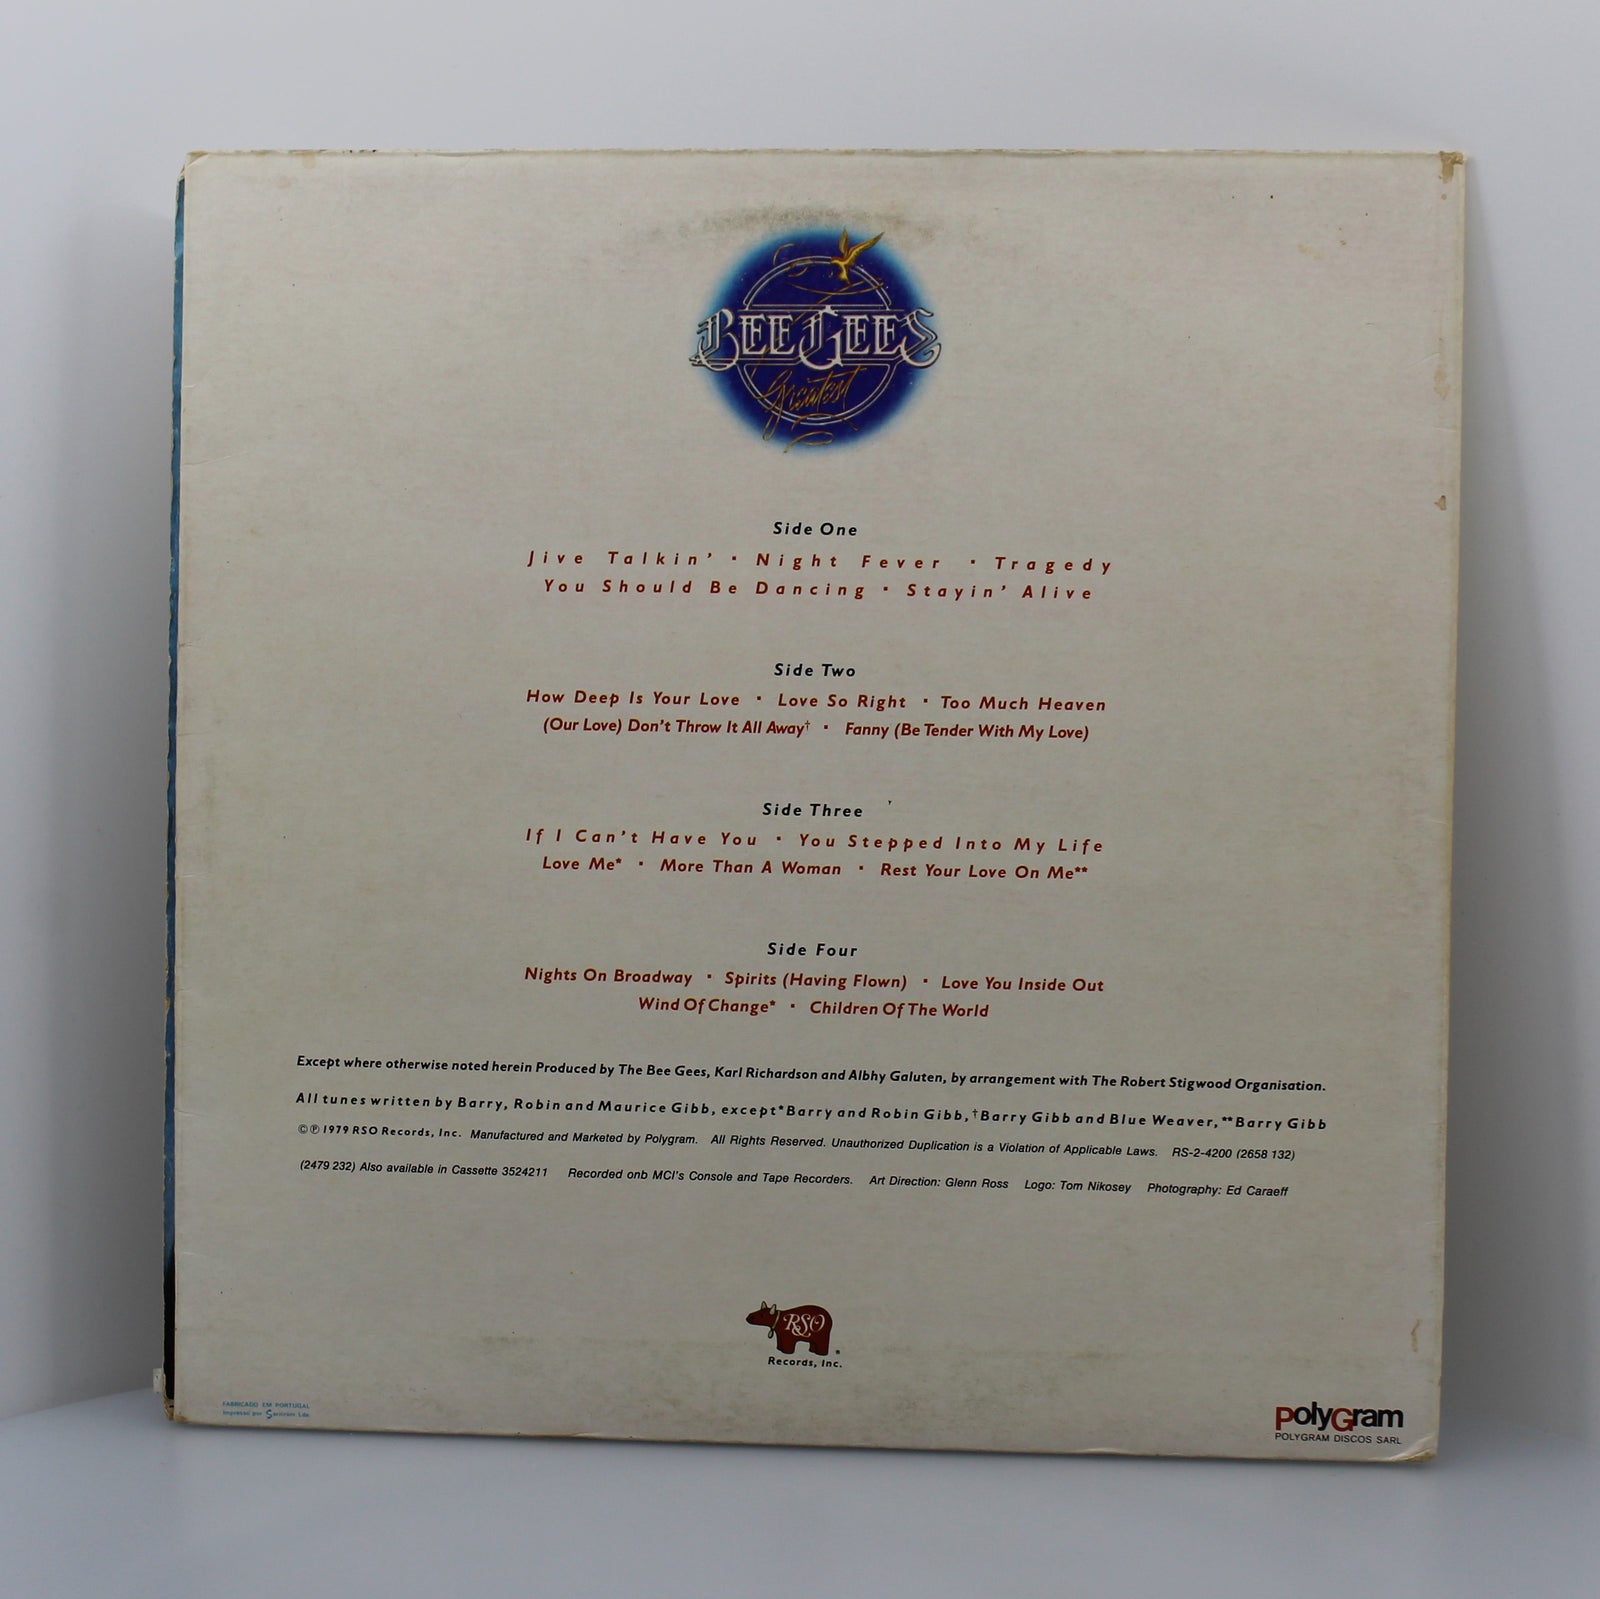 BEE GEES
Greatest
Side One
Jive Talkin' · Night Fever · Tragedy
You Should Be Dancing · Stayin' Alive
Side Two
How Deep Is Your Love · Love So Right · Too Much Heaven
(Our Love) Don't Throw It All Away† · Fanny (Be Tender With My Love)
Side Three
If I Can't Have You · You Stepped Into My Life
Love Me* · More Than A Woman · Rest Your Love On Me**
Side Four
Nights On Broadway · Spirits (Having Flown) · Love You Inside Out
Wind Of Change* · Children Of The World
Except where otherwise noted herein Produced by The Bee Gees, Karl Richardson and Albhy Galuten, by arrangement with The Robert Stigwood Organisation.
All tunes written by Barry, Robin and Maurice Gibb, except *Barry and Robin Gibb, †Barry Gibb and Blue Weaver, **Barry Gibb
©℗ 1979 RSO Records, Inc. Manufactured and Marketed by Polygram. All Rights Reserved. Unauthorized Duplication is a Violation of Applicable Laws. RS-2-4200 (2658 132)
(2479 232) Also available in Cassette 3524211 Recorded onb MCI's Console and Tape Recorders. Art Direction: Glenn Ross Logo: Tom Nikosey Photography: Ed Caraeff
RSO
Records, Inc.
FABRICADO EM PORTUGAL
Impresso por Lda
polyGram
POLYGRAM DISCOS SARL